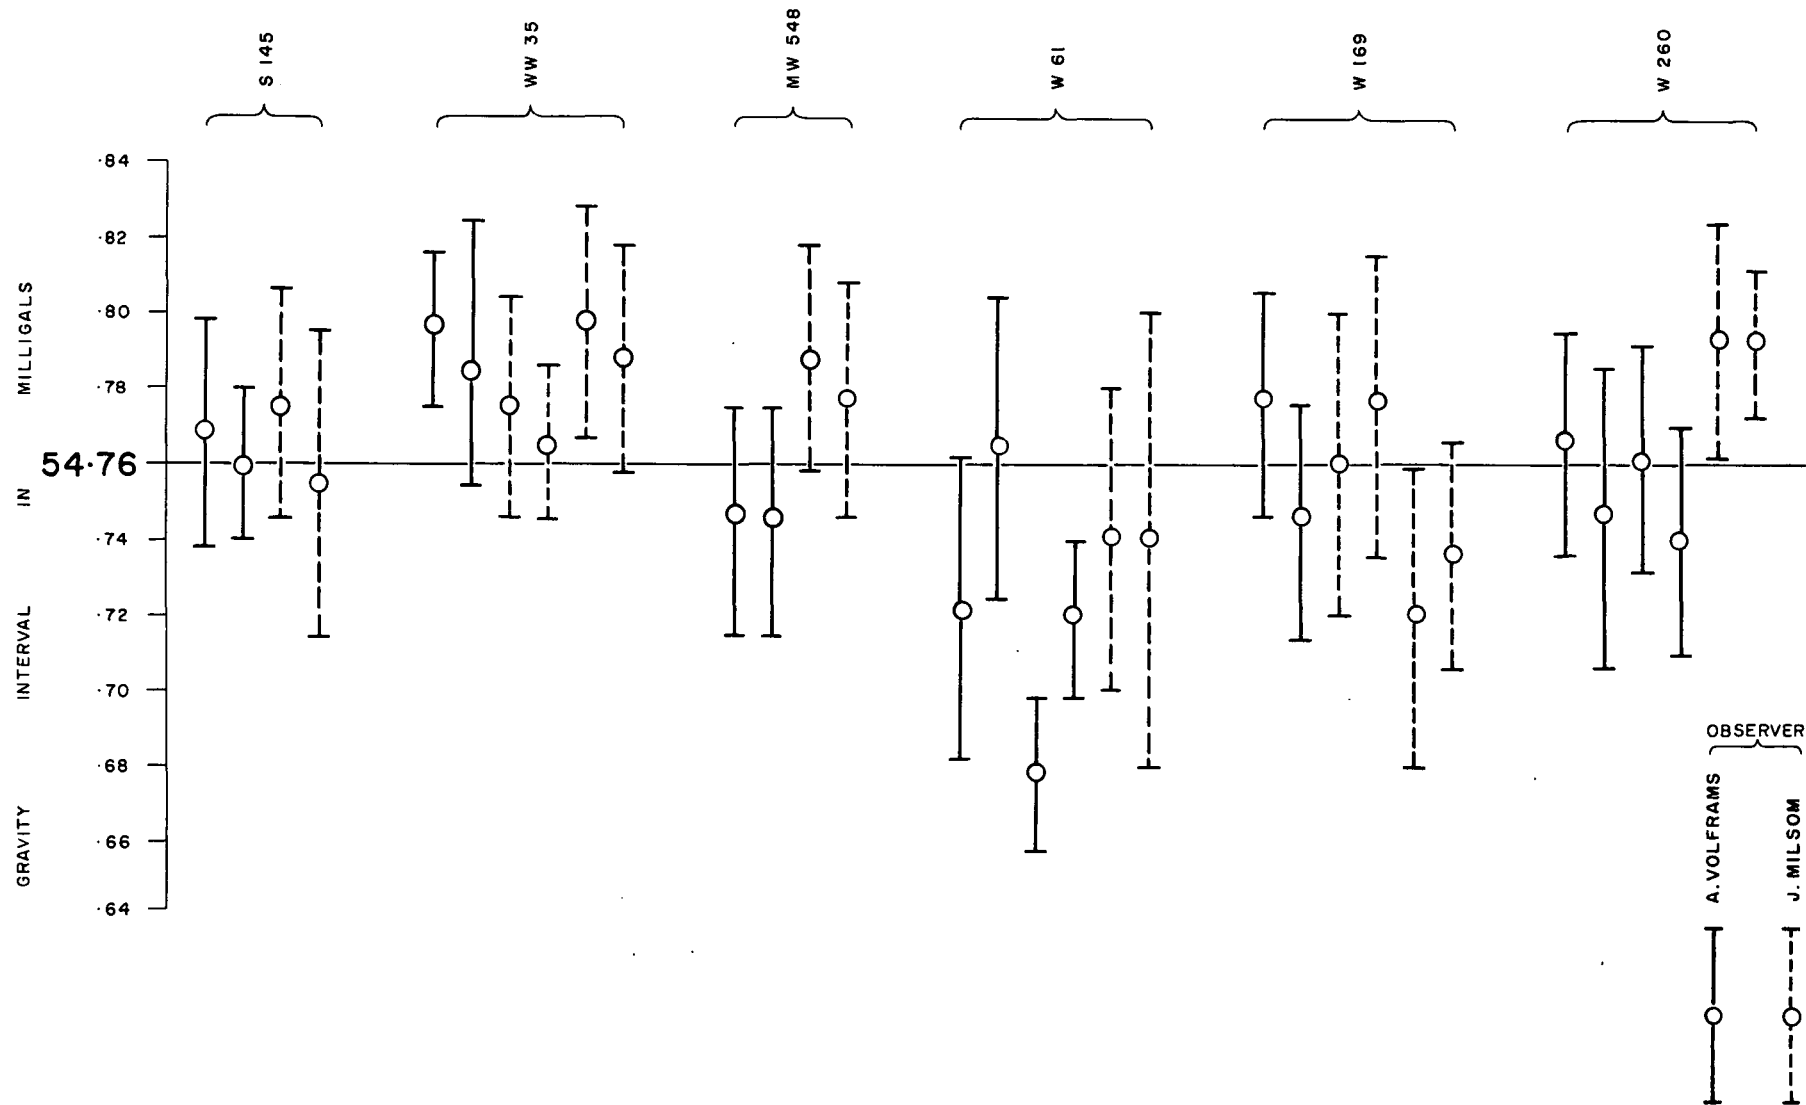 S 145
WW 35
MW 548
W 61
W 169
W 260
·84
·82
·80
·78
54·76
·74
·72
·70
·68
·66
·64
GRAVITY INTERVAL IN MILLIGALS
OBSERVER
A. VOLFRAMS
J. MILSOM